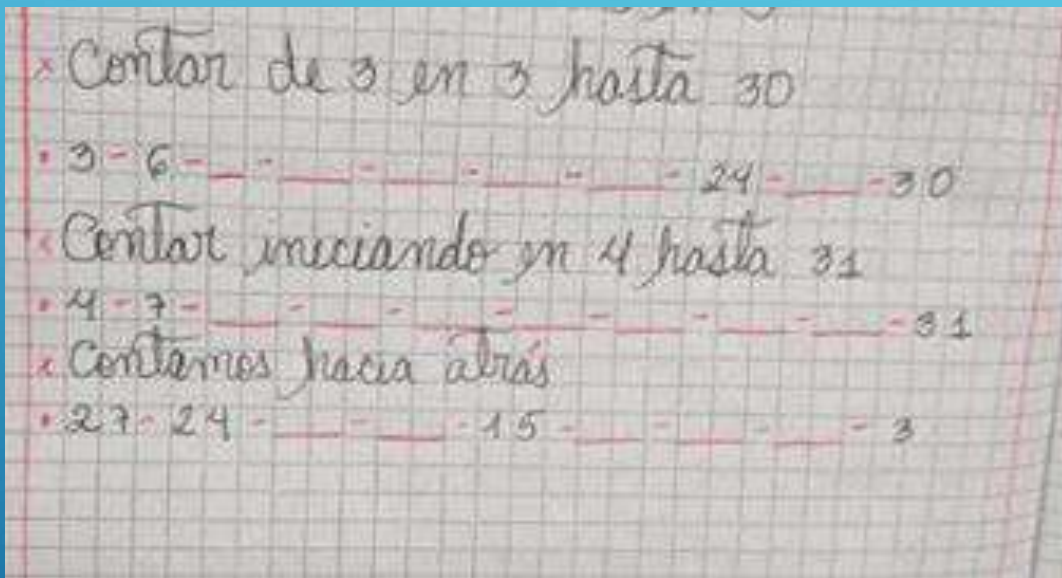 x Contar de 3 en 3 hasta 30
• 3 - 6 - __ - ___ - ___ - ___ - ___ - 24 - ___ - 30
x Contar iniciando en 4 hasta 31
• 4 - 7 - ___ - ___ - ___ - ___ - ___ - ___ - ___ - 31
x Contamos hacia atrás
• 27 - 24 - ___ - ___ - 15 - ___ - ___ - ___ - 3